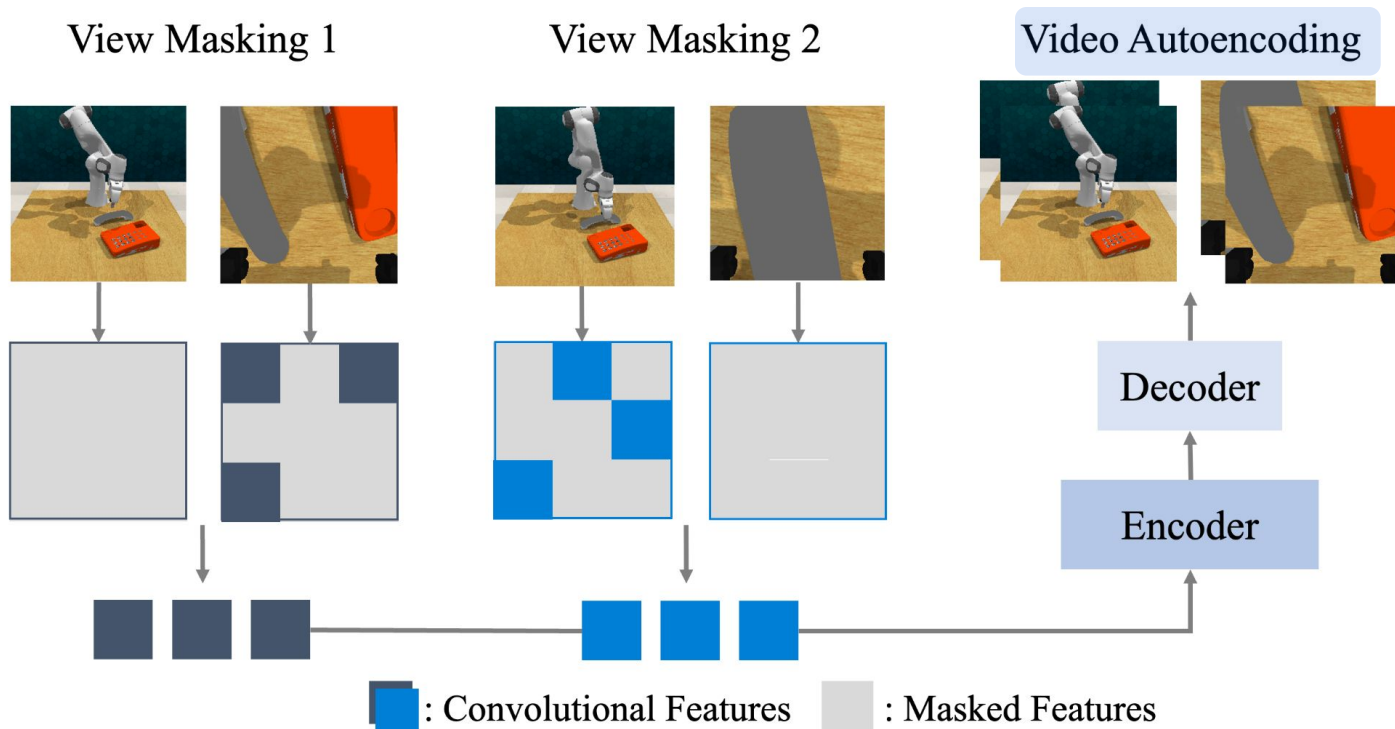 View Masking 1
View Masking 2
Video Autoencoding
Decoder
Encoder
: Convolutional Features
: Masked Features